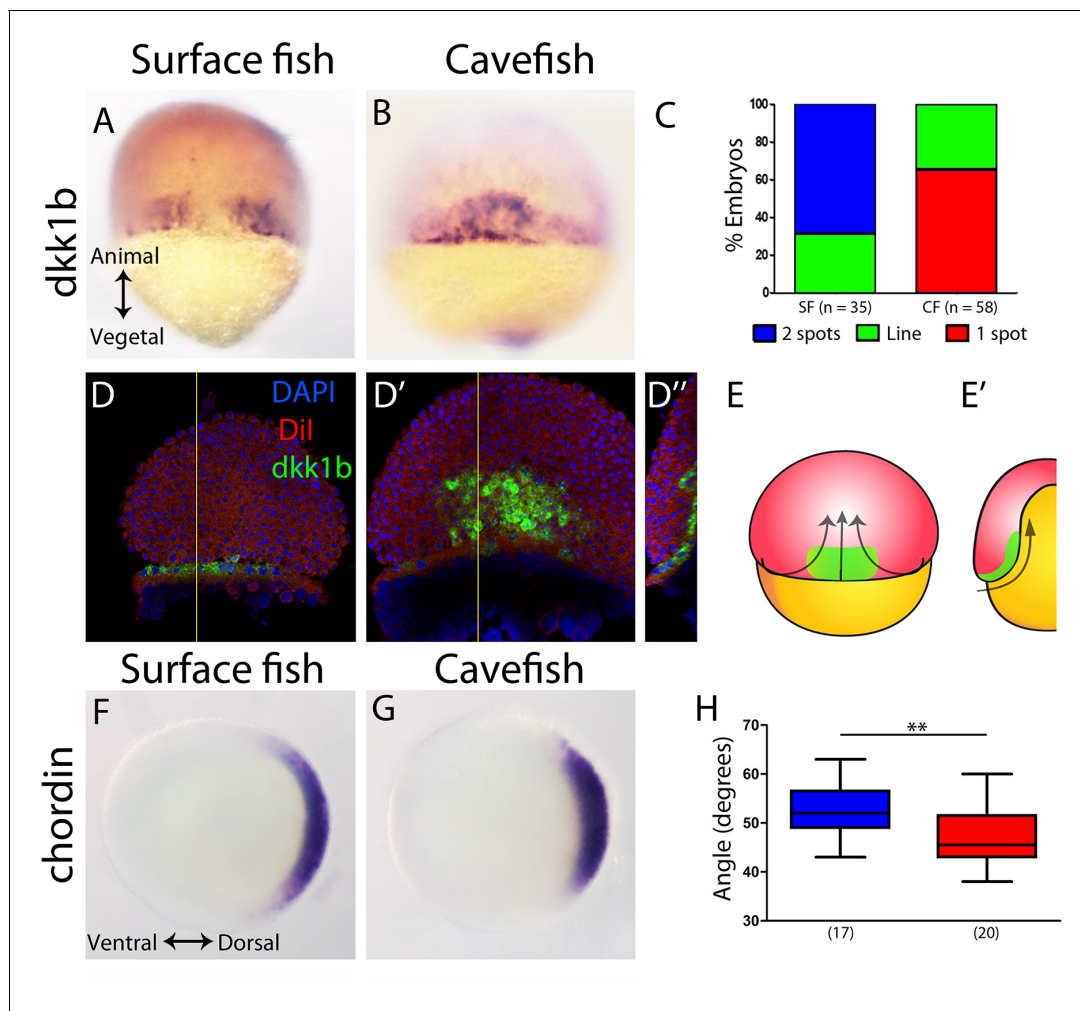 Surface fish Cavefish
dkk1b
A
Animal
Vegetal
B
C
% Embryos
100
80
60
40
20
0
SF (n = 35) CF (n = 58)
2 spots Line 1 spot
D
DAPI
DiI
dkk1b
D'
D''
E
E'
Surface fish Cavefish
chordin
F
Ventral Dorsal
G
H
Angle (degrees)
70
60
50
40
30
**
(17) (20)